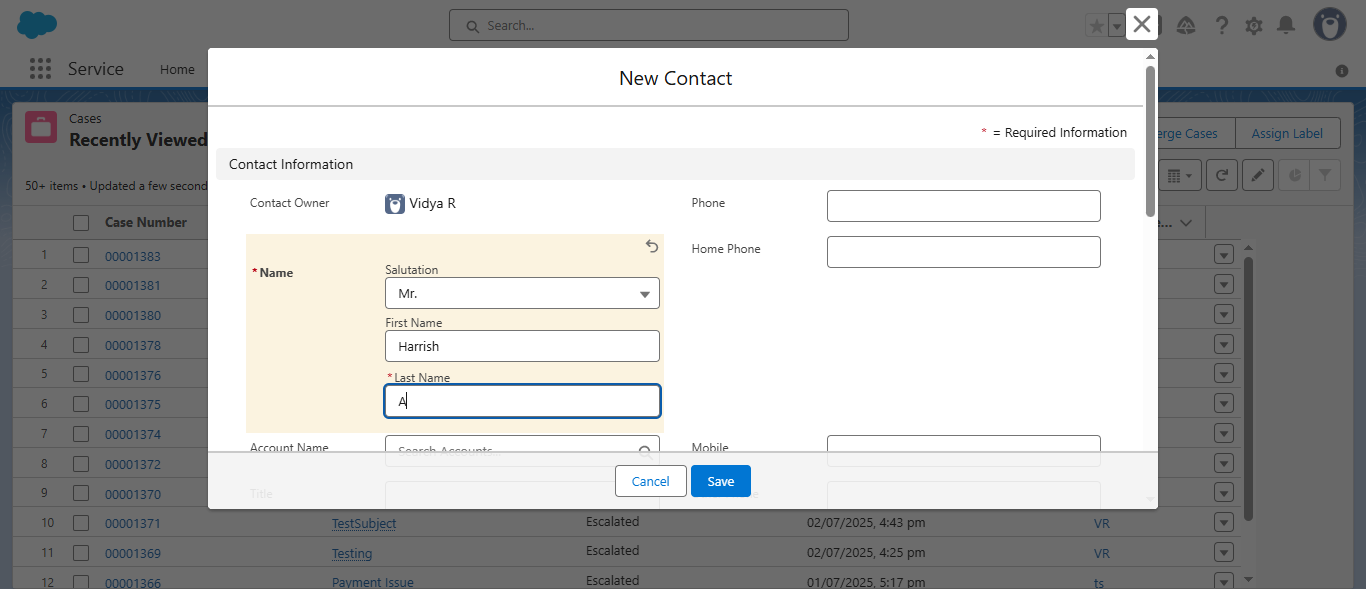 Search...
Service
Home
Cases
Recently Viewed
erge Cases
Assign Label
50+ items • Updated a few second
Case Number
e...
1 00001383
2 00001381
3 00001380
4 00001378
5 00001376
6 00001375
7 00001374
8 00001372
9 00001370
10 00001371 TestSubject Escalated 02/07/2025, 4:43 pm VR
11 00001369 Testing Escalated 02/07/2025, 4:25 pm VR
12 00001366 Payment Issue Escalated 01/07/2025, 5:17 pm ts
New Contact
* = Required Information
Contact Information
Contact Owner
Vidya R
Phone
Home Phone
*Name
Salutation
Mr.
First Name
Harrish
*Last Name
A
Account Name
Search Accounts...
Mobile
Title
Cancel
Save